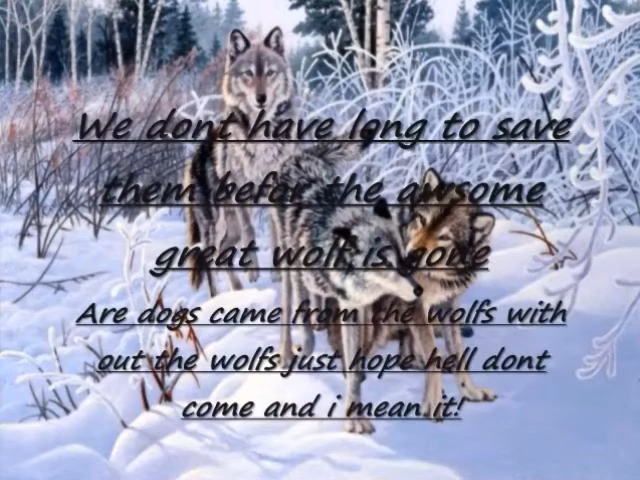 We dont have long to save
them befor the awsome
great wolf is gone
Are dogs came from the wolfs with
out the wolfs just hope hell dont
come and i mean it!